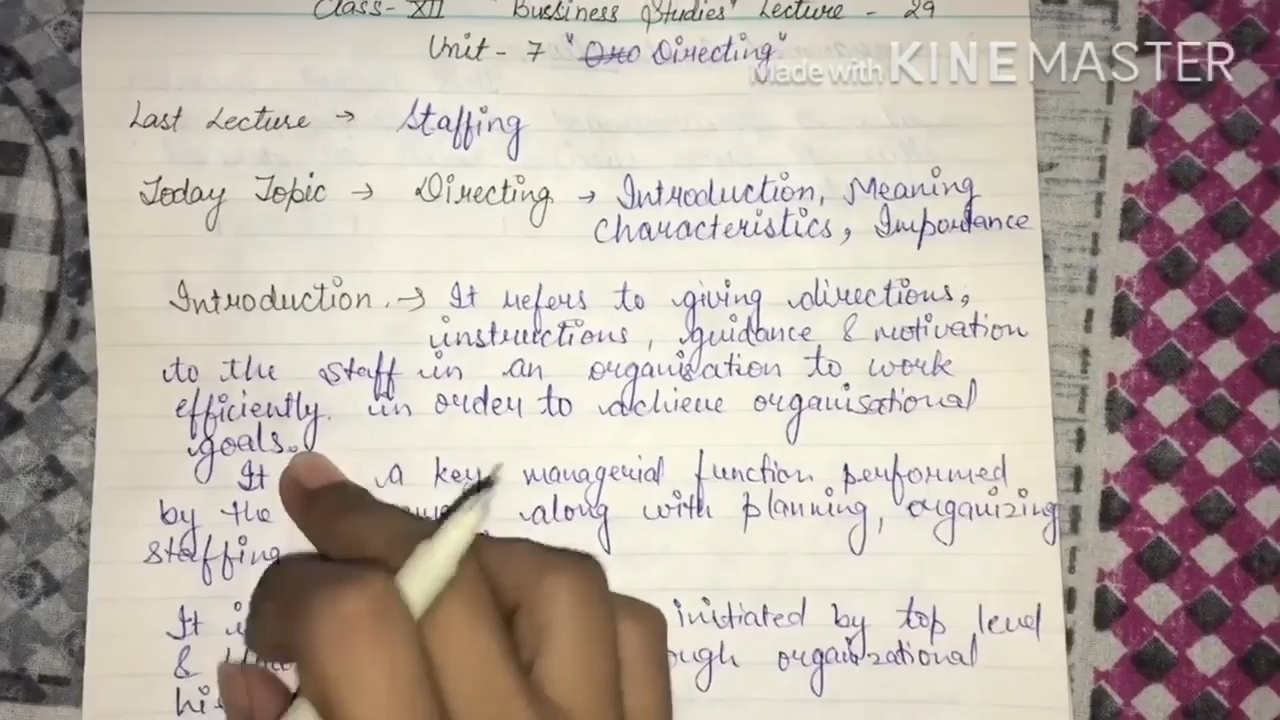 Class- XII "Bussiness Studies" Lecture - 29
Unit - 7 " Directing"
Made with KINEMASTER
Last Lecture → Staffing
Today Topic → Directing → Introduction, Meaning
Characteristics, Importance
Introduction. → It refers to giving directions,
instructions, guidance & motivation
to the staff in an organisation to work
efficiently. in order to achieve organisational
goals.
It a key managerial function performed
by the along with planning, organizing
staffing
It initiated by top level
& organizational